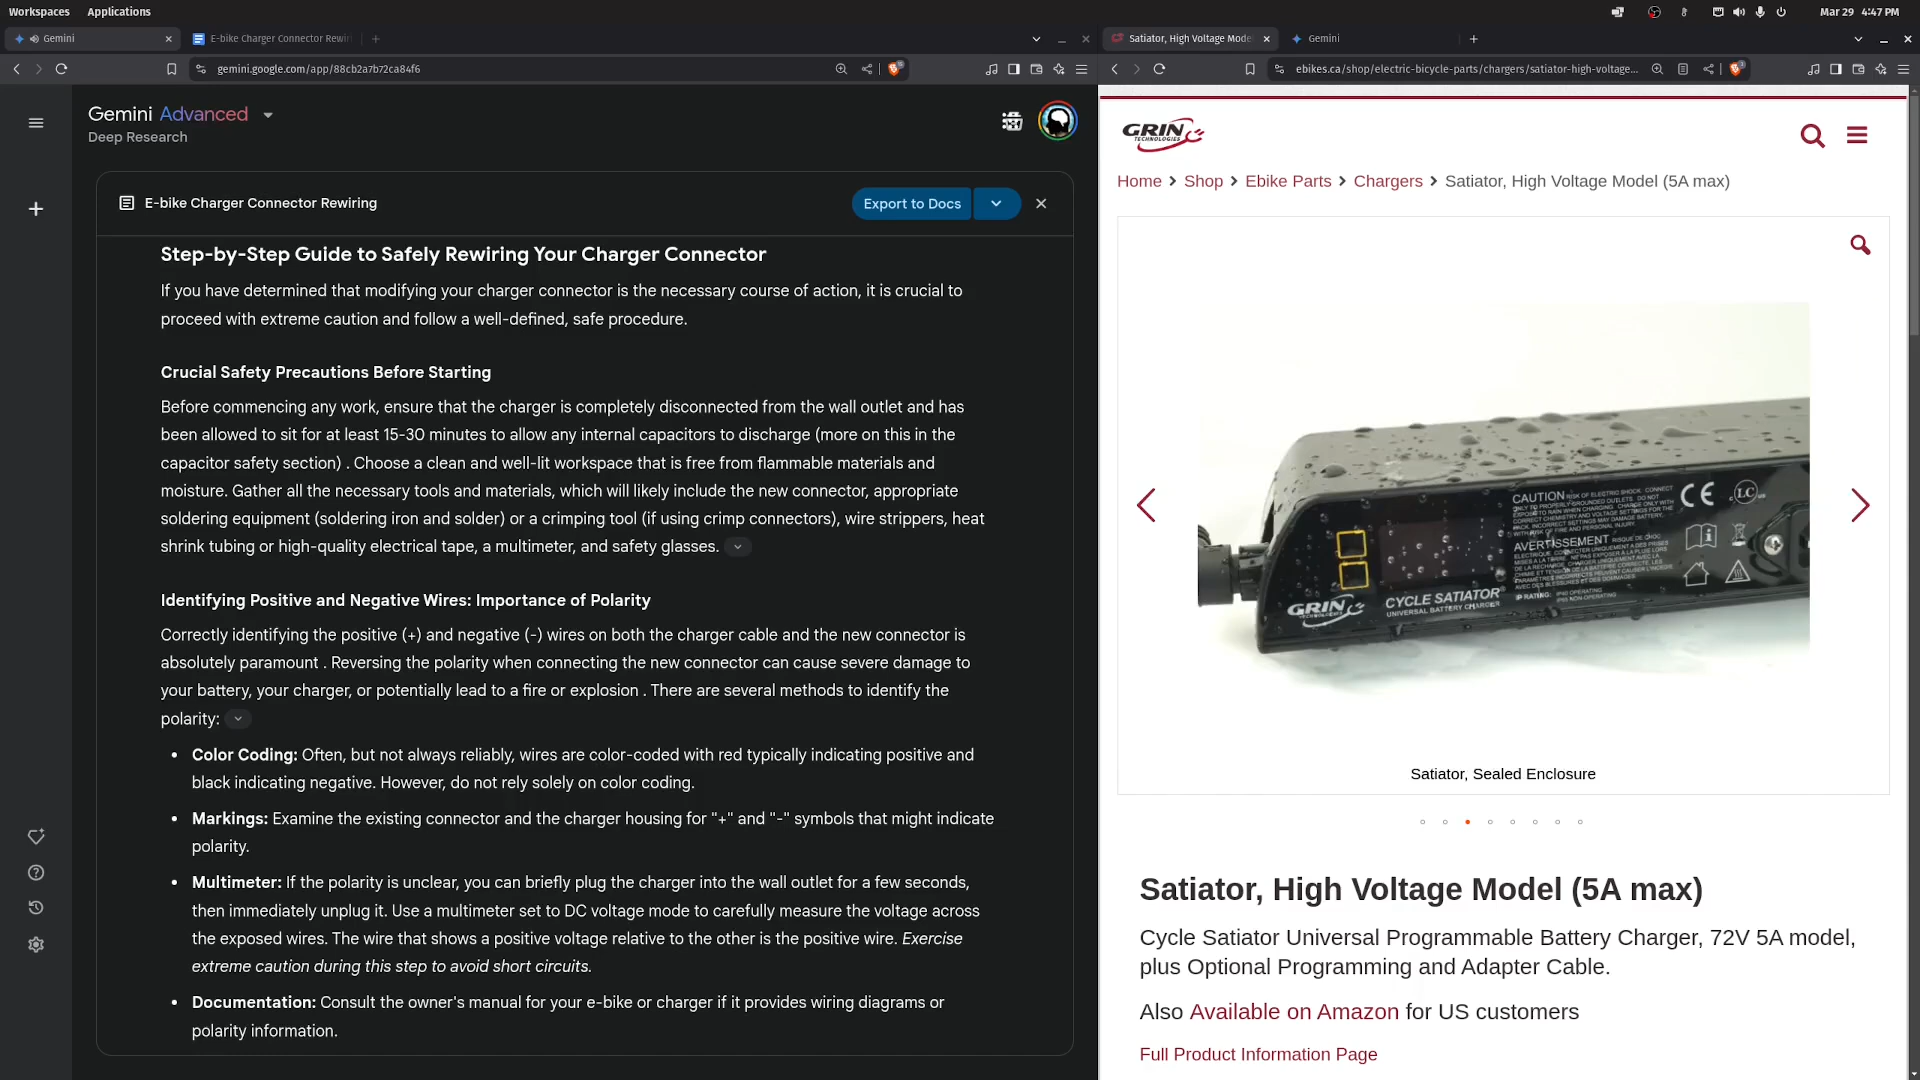 Workspaces
Applications
Mar 29 4:47 PM
Gemini
E-bike Charger Connector Rewiri
Satiator, High Voltage Mode
Gemini
gemini.google.com/app/88cb2a7b72ca84f6
ebikes.ca/shop/electric-bicycle-parts/chargers/satiator-high-voltage...
Gemini Advanced
Deep Research
E-bike Charger Connector Rewiring
Export to Docs
Step-by-Step Guide to Safely Rewiring Your Charger Connector
If you have determined that modifying your charger connector is the necessary course of action, it is crucial to
proceed with extreme caution and follow a well-defined, safe procedure.
Crucial Safety Precautions Before Starting
Before commencing any work, ensure that the charger is completely disconnected from the wall outlet and has
been allowed to sit for at least 15-30 minutes to allow any internal capacitors to discharge (more on this in the
capacitor safety section) . Choose a clean and well-lit workspace that is free from flammable materials and
moisture. Gather all the necessary tools and materials, which will likely include the new connector, appropriate
soldering equipment (soldering iron and solder) or a crimping tool (if using crimp connectors), wire strippers, heat
shrink tubing or high-quality electrical tape, a multimeter, and safety glasses.
Identifying Positive and Negative Wires: Importance of Polarity
Correctly identifying the positive (+) and negative (-) wires on both the charger cable and the new connector is
absolutely paramount . Reversing the polarity when connecting the new connector can cause severe damage to
your battery, your charger, or potentially lead to a fire or explosion . There are several methods to identify the
polarity:
• Color Coding: Often, but not always reliably, wires are color-coded with red typically indicating positive and
black indicating negative. However, do not rely solely on color coding.
• Markings: Examine the existing connector and the charger housing for "+" and "-" symbols that might indicate
polarity.
• Multimeter: If the polarity is unclear, you can briefly plug the charger into the wall outlet for a few seconds,
then immediately unplug it. Use a multimeter set to DC voltage mode to carefully measure the voltage across
the exposed wires. The wire that shows a positive voltage relative to the other is the positive wire. Exercise
extreme caution during this step to avoid short circuits.
• Documentation: Consult the owner's manual for your e-bike or charger if it provides wiring diagrams or
polarity information.
GRIN
TECHNOLOGIES
Home > Shop > Ebike Parts > Chargers > Satiator, High Voltage Model (5A max)
CAUTION RISK OF ELECTRIC SHOCK. CONNECT
AVERTISSEMENT
CE
GRIN
CYCLE SATIATOR
UNIVERSAL BATTERY CHARGER
Satiator, Sealed Enclosure
Satiator, High Voltage Model (5A max)
Cycle Satiator Universal Programmable Battery Charger, 72V 5A model,
plus Optional Programming and Adapter Cable.
Also Available on Amazon for US customers
Full Product Information Page